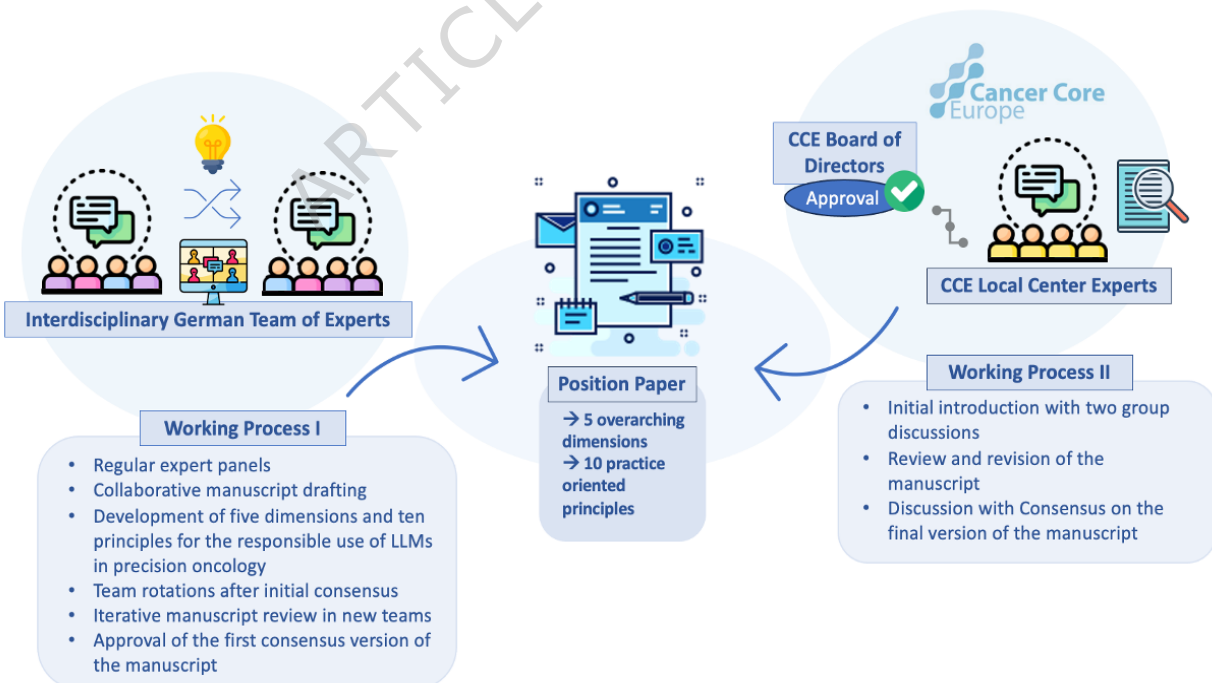 ARTICL
Interdisciplinary German Team of Experts
Working Process I
• Regular expert panels
• Collaborative manuscript drafting
• Development of five dimensions and ten
principles for the responsible use of LLMs
in precision oncology
• Team rotations after initial consensus
• Iterative manuscript review in new teams
• Approval of the first consensus version of
the manuscript
Position Paper
→ 5 overarching
dimensions
→ 10 practice
oriented
principles
Cancer Core
Europe
CCE Board of
Directors
Approval
CCE Local Center Experts
Working Process II
• Initial introduction with two group
discussions
• Review and revision of the
manuscript
• Discussion with Consensus on the
final version of the manuscript